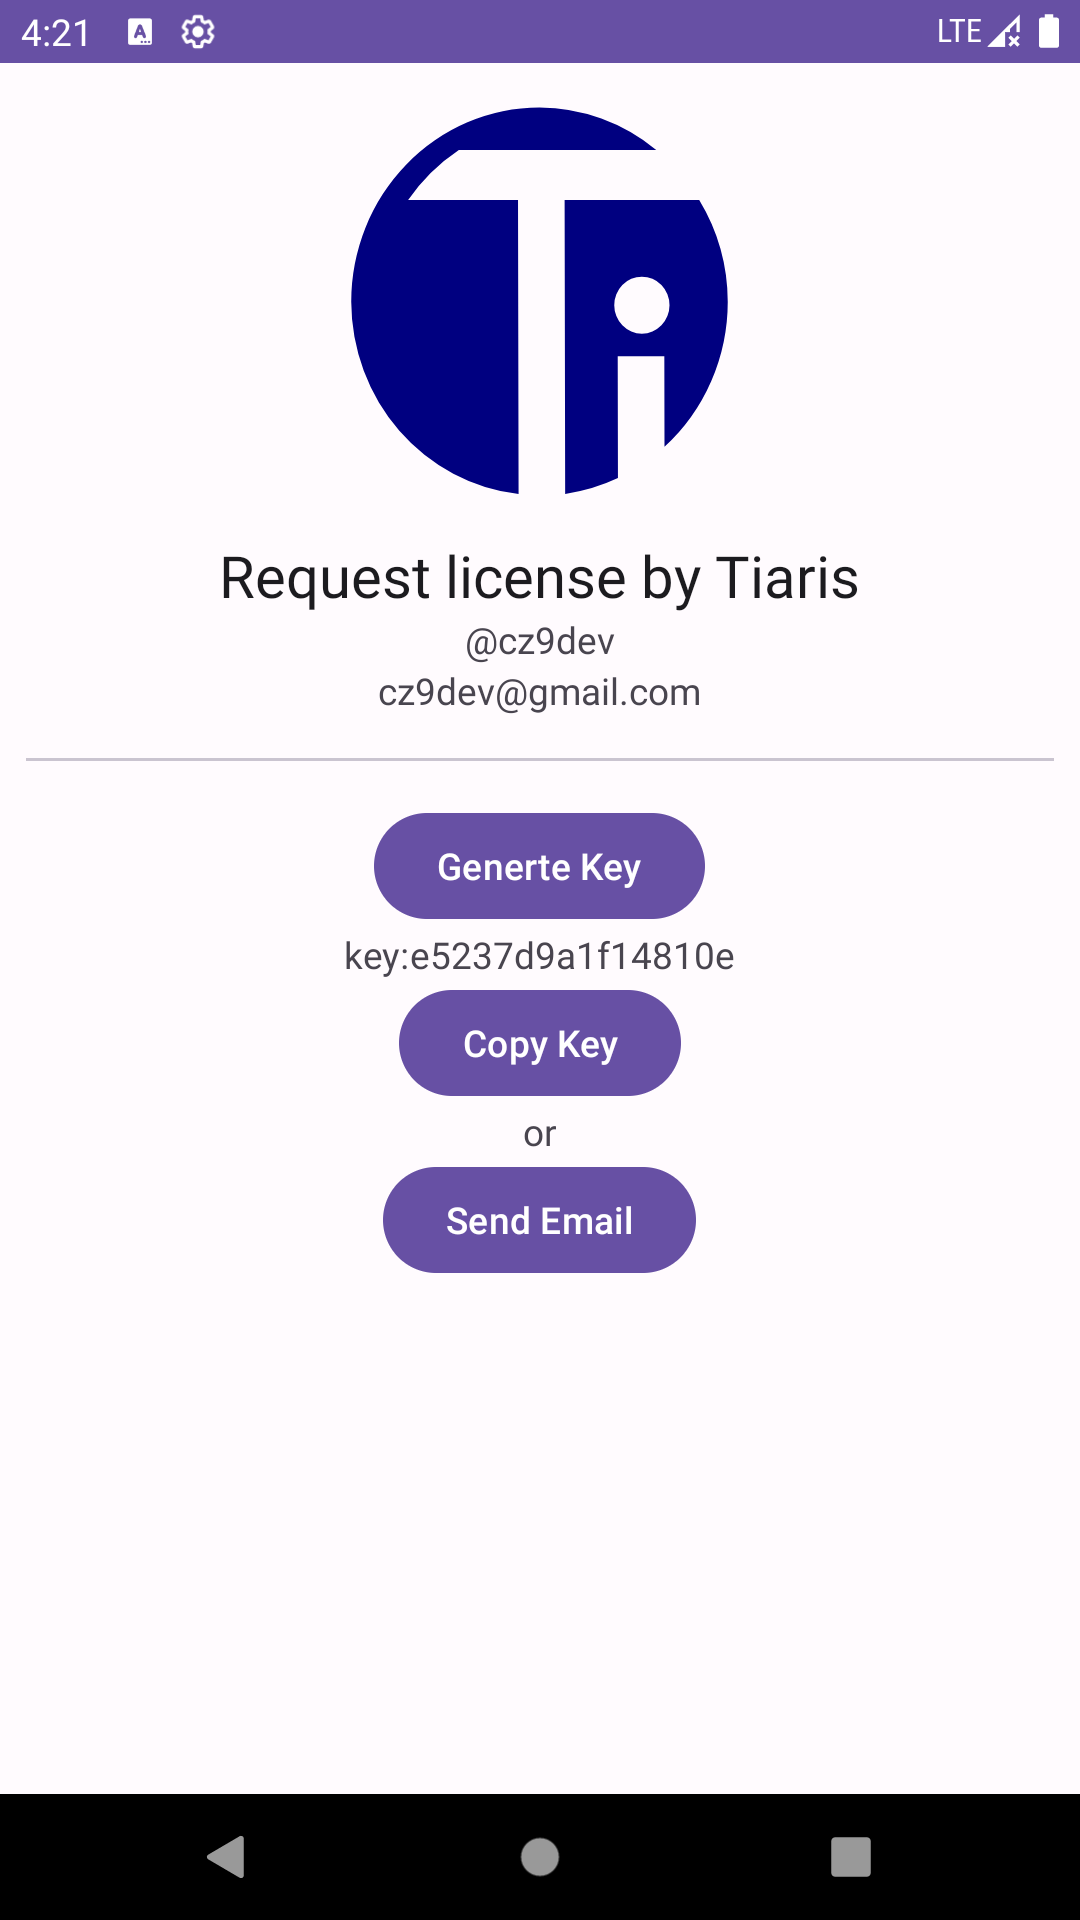 4:21
LTE
Ti
Request license by Tiaris
@cz9dev
cz9dev@gmail.com
Generte Key
key:e5237d9a1f14810e
Copy Key
or
Send Email